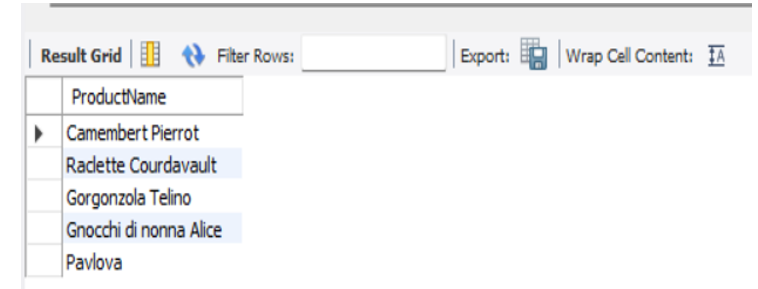 Result Grid Filter Rows: Export: Wrap Cell Content: IA
ProductName
Camembert Pierrot
Raclette Courdavault
Gorgonzola Telino
Gnocchi di nonna Alice
Pavlova